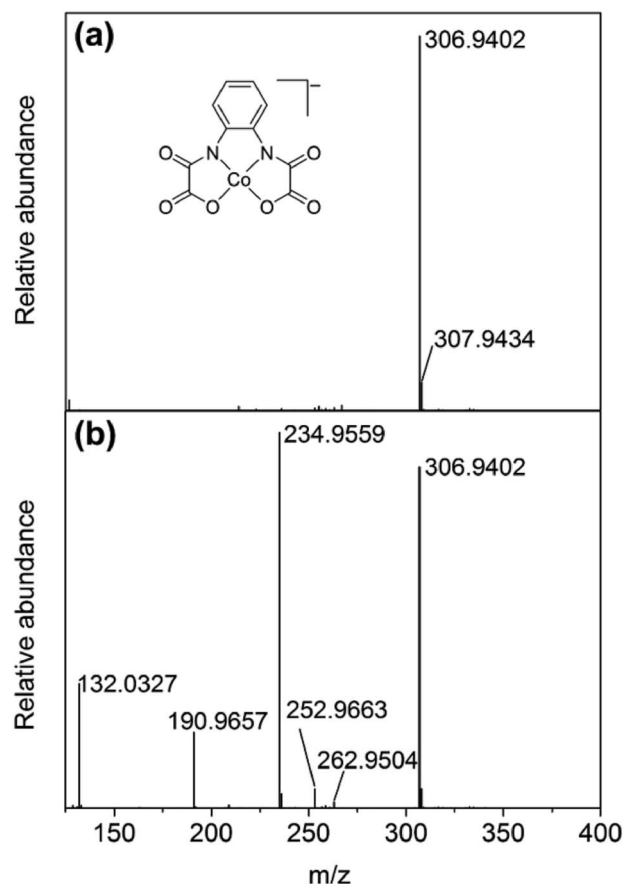 (a)
306.9402
−
O
N
N
O
Co
O
O
O
O
307.9434
Relative abundance
(b)
234.9559
306.9402
132.0327
190.9657
252.9663
262.9504
Relative abundance
150 200 250 300 350 400
m/z